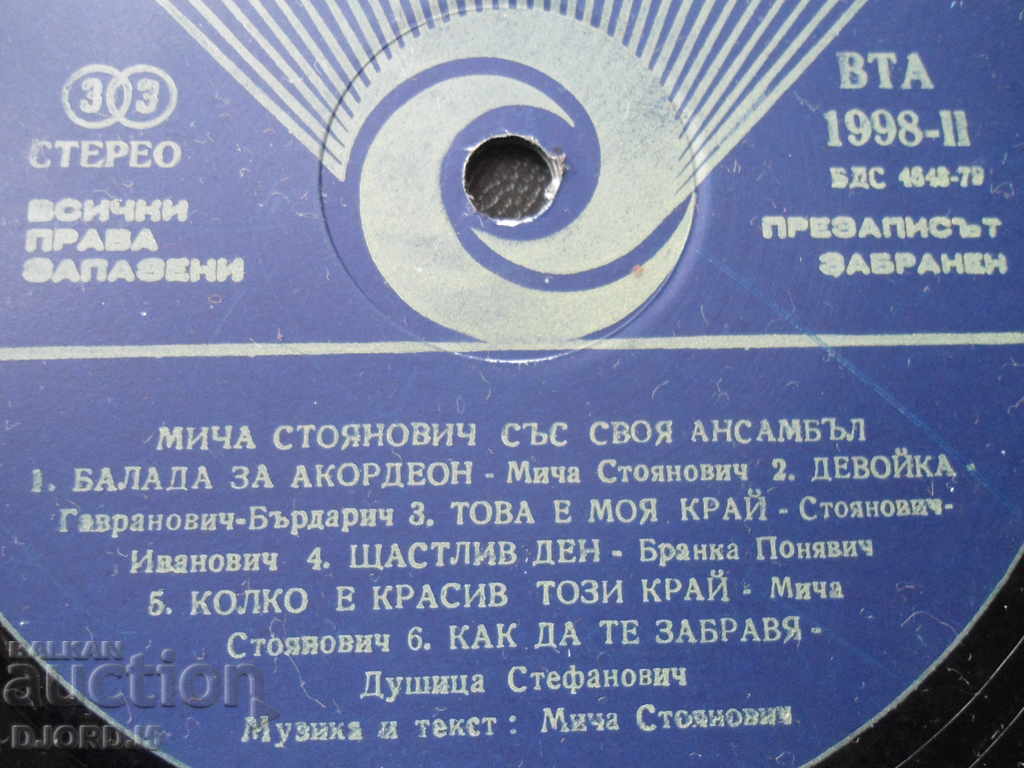 33
СТЕРЕО
ВСИЧКИ
ПРАВА
ЗАПАЗЕНИ
ВТА
1998-II
БДС 4648-79
ПРЕЗАПИСЪТ
ЗАБРАНЕН
МИЧА СТОЯНОВИЧ СЪС СВОЯ АНСАМБЪЛ
1. БАЛАДА ЗА АКОРДЕОН - Мича Стоянович 2. ДЕВОЙКА -
Гавранович-Бърдарич 3. ТОВА Е МОЯ КРАЙ - Стоянович-
Иванович 4. ЩАСТЛИВ ДЕН - Бранка Понявич
5. КОЛКО Е КРАСИВ ТОЗИ КРАЙ - Мича
Стоянович 6. КАК ДА ТЕ ЗАБРАВЯ -
Душица Стефанович
Музика и текст: Мича Стоянович
BALKAN
auction